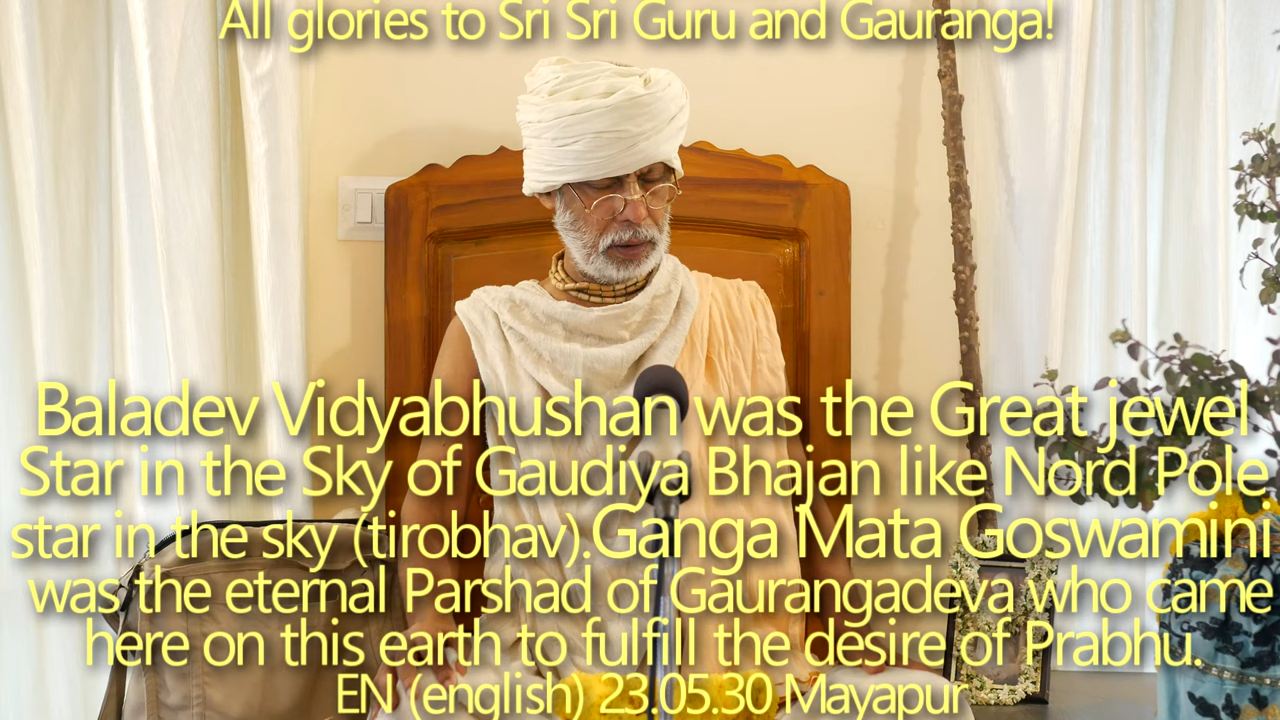 All glories to Sri Sri Guru and Gauranga!
Baladev Vidyabhushan was the Great jewel
Star in the Sky of Gaudiya Bhajan like Nord Pole
star in the sky (tirobhav).Ganga Mata Goswamini
was the eternal Parshad of Gaurangadeva who came
here on this earth to fulfill the desire of Prabhu.
EN (english) 23.05.30 Mayapur